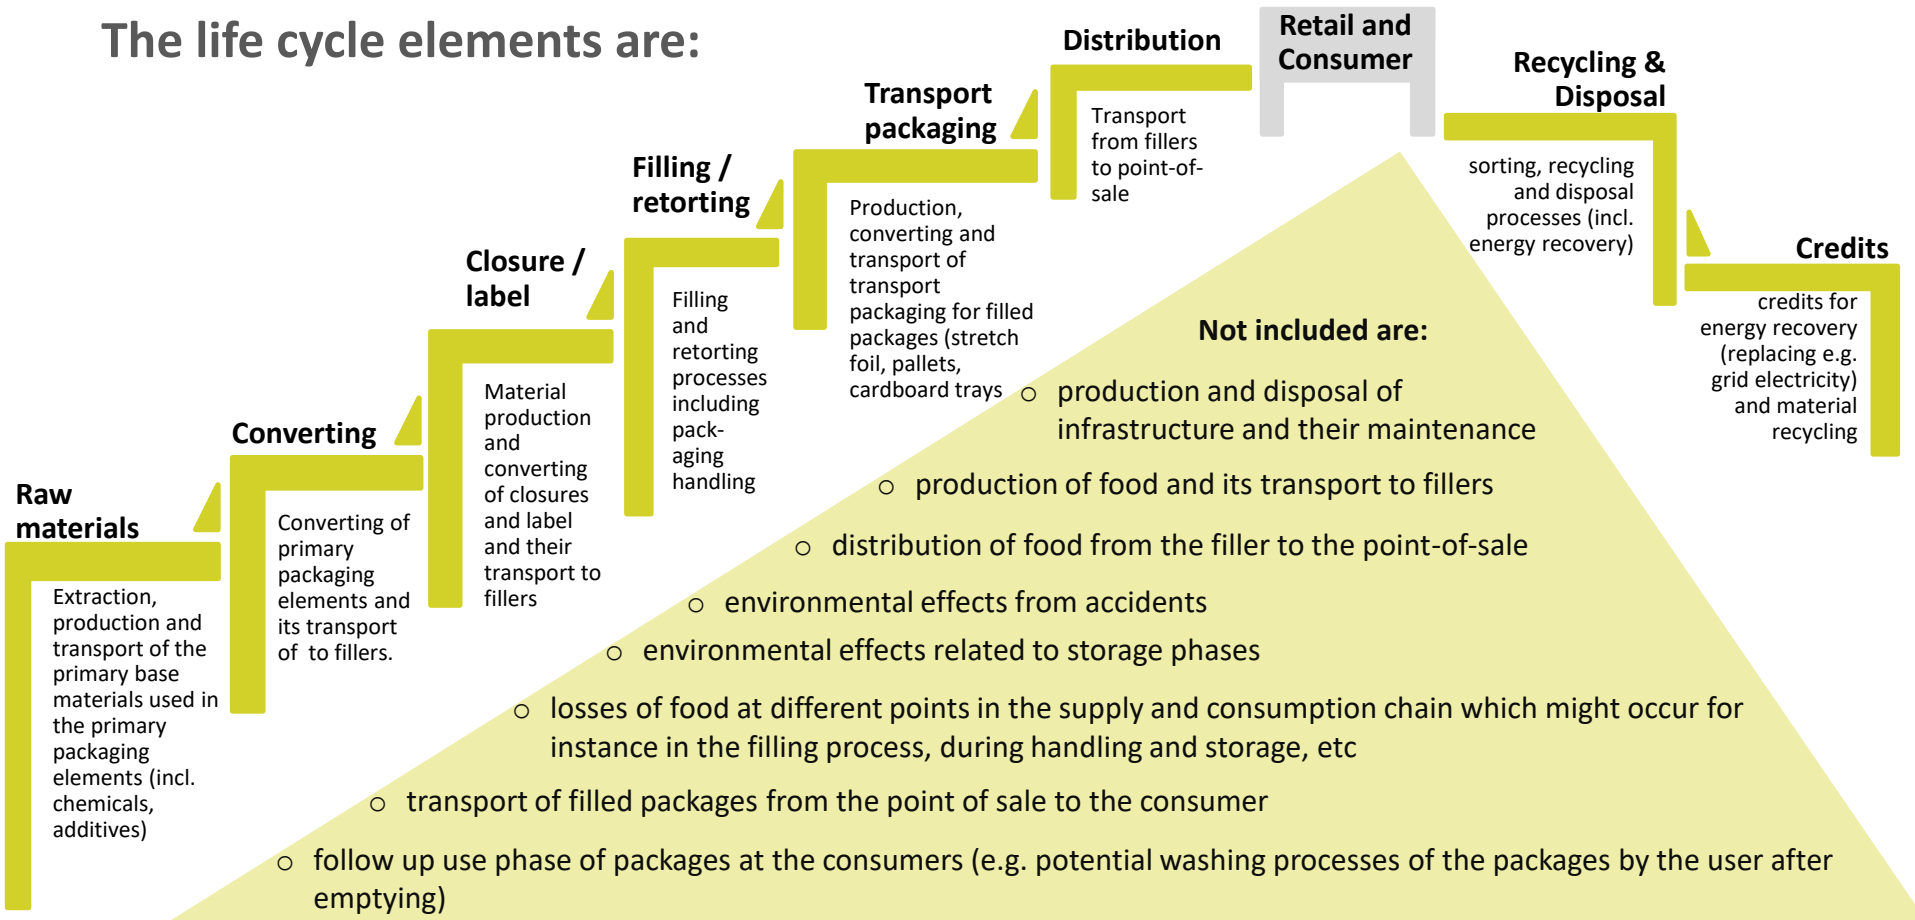 The life cycle elements are:
Raw
materials
Extraction,
production and
transport of the
primary base
materials used in
the primary
packaging
elements (incl.
chemicals,
additives)
Converting
Converting of
primary
packaging
elements and
its transport
of  to fillers.
Closure /
label
Material
production
and
converting
of closures
and label
and their
transport to
fillers
Filling /
retorting
Filling
and
retorting
processes
including
pack-
aging
handling
Transport
packaging
Production,
converting and
transport of
transport
packaging for filled
packages (stretch
foil, pallets,
cardboard trays
Distribution
Transport
from fillers
to point-of-
sale
Retail and
Consumer
Recycling &
Disposal
sorting, recycling
and disposal
processes (incl.
energy recovery)
Credits
credits for
energy recovery
(replacing e.g.
grid electricity)
and material
recycling
Not included are:
o production and disposal of
infrastructure and their maintenance
o production of food and its transport to fillers
o distribution of food from the filler to the point-of-sale
o environmental effects from accidents
o environmental effects related to storage phases
o losses of food at different points in the supply and consumption chain which might occur for
instance in the filling process, during handling and storage, etc
o transport of filled packages from the point of sale to the consumer
o follow up use phase of packages at the consumers (e.g. potential washing processes of the packages by the user after
emptying)